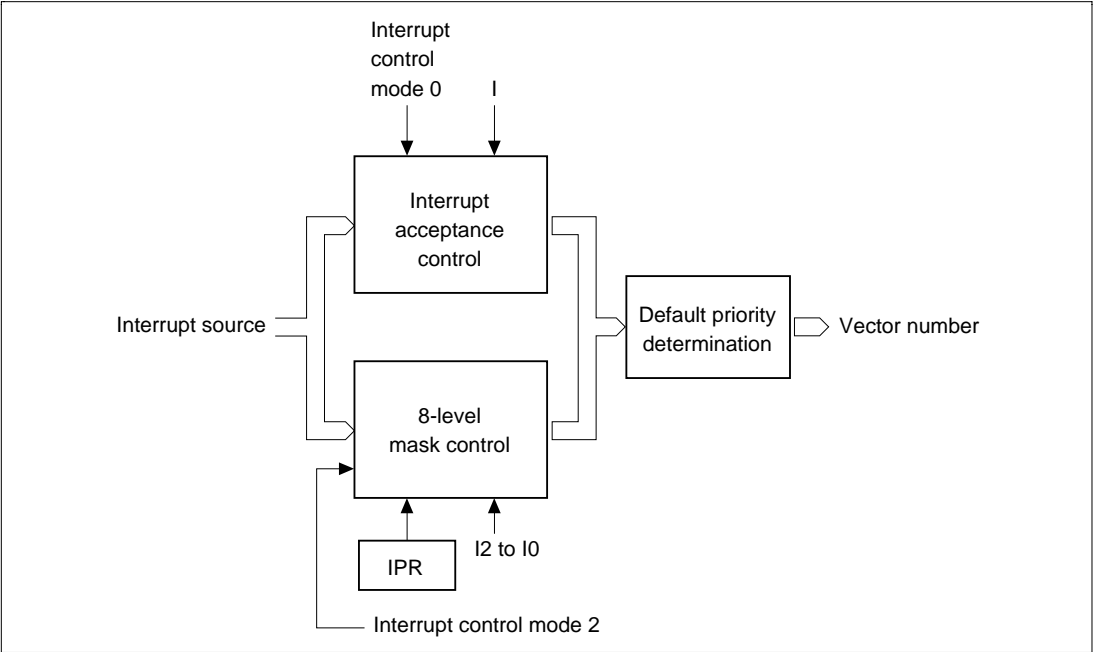 Interrupt
control
mode 0
I
Interrupt
acceptance
control
Interrupt source
Default priority
determination
Vector number
8-level
mask control
IPR
I2 to I0
Interrupt control mode 2